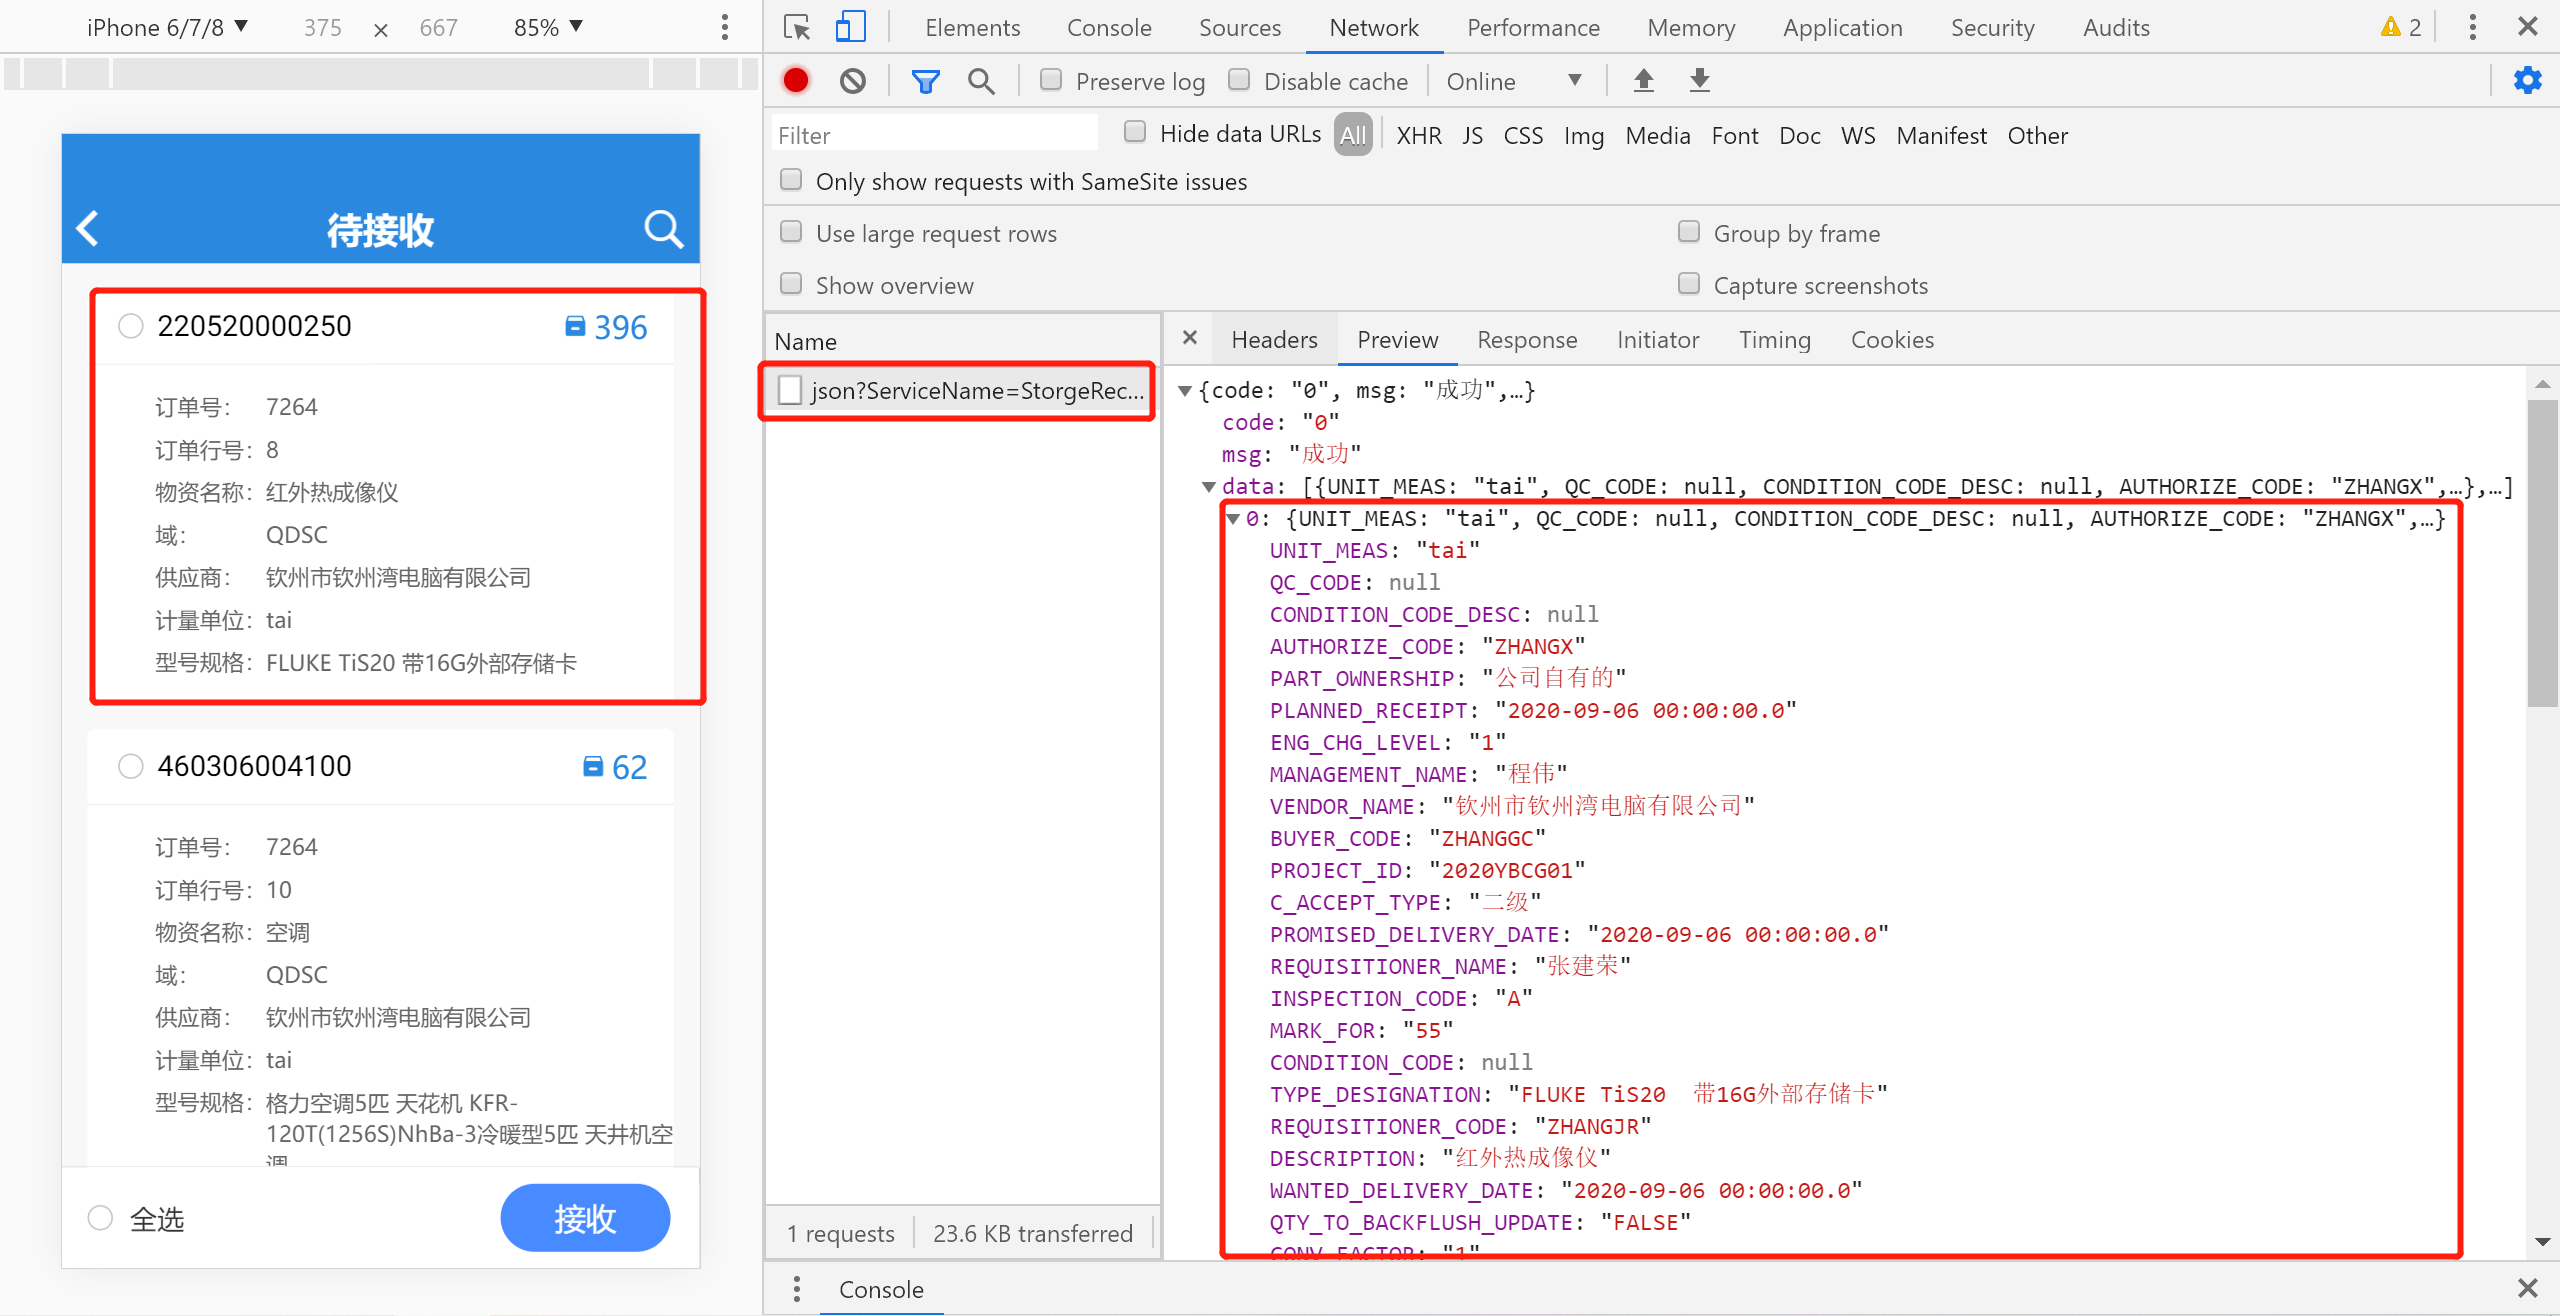 iPhone 6/7/8 ▼ 375 × 667 85% ▼
待接收
220520000250 396
订单号: 7264
订单行号: 8
物资名称: 红外热成像仪
域: QDSC
供应商: 钦州市钦州湾电脑有限公司
计量单位: tai
型号规格: FLUKE TiS20 带16G外部存储卡
460306004100 62
订单号: 7264
订单行号: 10
物资名称: 空调
域: QDSC
供应商: 钦州市钦州湾电脑有限公司
计量单位: tai
型号规格: 格力空调5匹 天花机 KFR-
120T(1256S)NhBa-3冷暖型5匹 天井机空
调
全选 接收
Elements Console Sources Network Performance Memory Application Security Audits 2
Preserve log Disable cache Online ▼
Filter Hide data URLs All XHR JS CSS Img Media Font Doc WS Manifest Other
Only show requests with SameSite issues
Use large request rows Group by frame
Show overview Capture screenshots
Name
json?ServiceName=StorgeRec...
1 requests 23.6 KB transferred
× Headers Preview Response Initiator Timing Cookies
▼{code: "0", msg: "成功",…}
code: "0"
msg: "成功"
▼data: [{UNIT_MEAS: "tai", QC_CODE: null, CONDITION_CODE_DESC: null, AUTHORIZE_CODE: "ZHANGX",…},…]
▼0: {UNIT_MEAS: "tai", QC_CODE: null, CONDITION_CODE_DESC: null, AUTHORIZE_CODE: "ZHANGX",…}
UNIT_MEAS: "tai"
QC_CODE: null
CONDITION_CODE_DESC: null
AUTHORIZE_CODE: "ZHANGX"
PART_OWNERSHIP: "公司自有的"
PLANNED_RECEIPT: "2020-09-06 00:00:00.0"
ENG_CHG_LEVEL: "1"
MANAGEMENT_NAME: "程伟"
VENDOR_NAME: "钦州市钦州湾电脑有限公司"
BUYER_CODE: "ZHANGGC"
PROJECT_ID: "2020YBCG01"
C_ACCEPT_TYPE: "二级"
PROMISED_DELIVERY_DATE: "2020-09-06 00:00:00.0"
REQUISITIONER_NAME: "张建荣"
INSPECTION_CODE: "A"
MARK_FOR: "55"
CONDITION_CODE: null
TYPE_DESIGNATION: "FLUKE TiS20  带16G外部存储卡"
REQUISITIONER_CODE: "ZHANGJR"
DESCRIPTION: "红外热成像仪"
WANTED_DELIVERY_DATE: "2020-09-06 00:00:00.0"
QTY_TO_BACKFLUSH_UPDATE: "FALSE"
CONV_FACTOR: "1"
Console